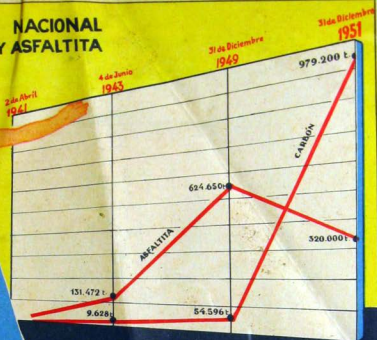 NACIONAL
Y ASFALTITA
2 de Abril
1941
4 de Junio
1943
31 de Diciembre
1949
31 de Diciembre
1951
979.200 t.
CARBÓN
624.650 t
ASFALTITA
320.000 t
131.472 t.
9.628 t
54.596 t